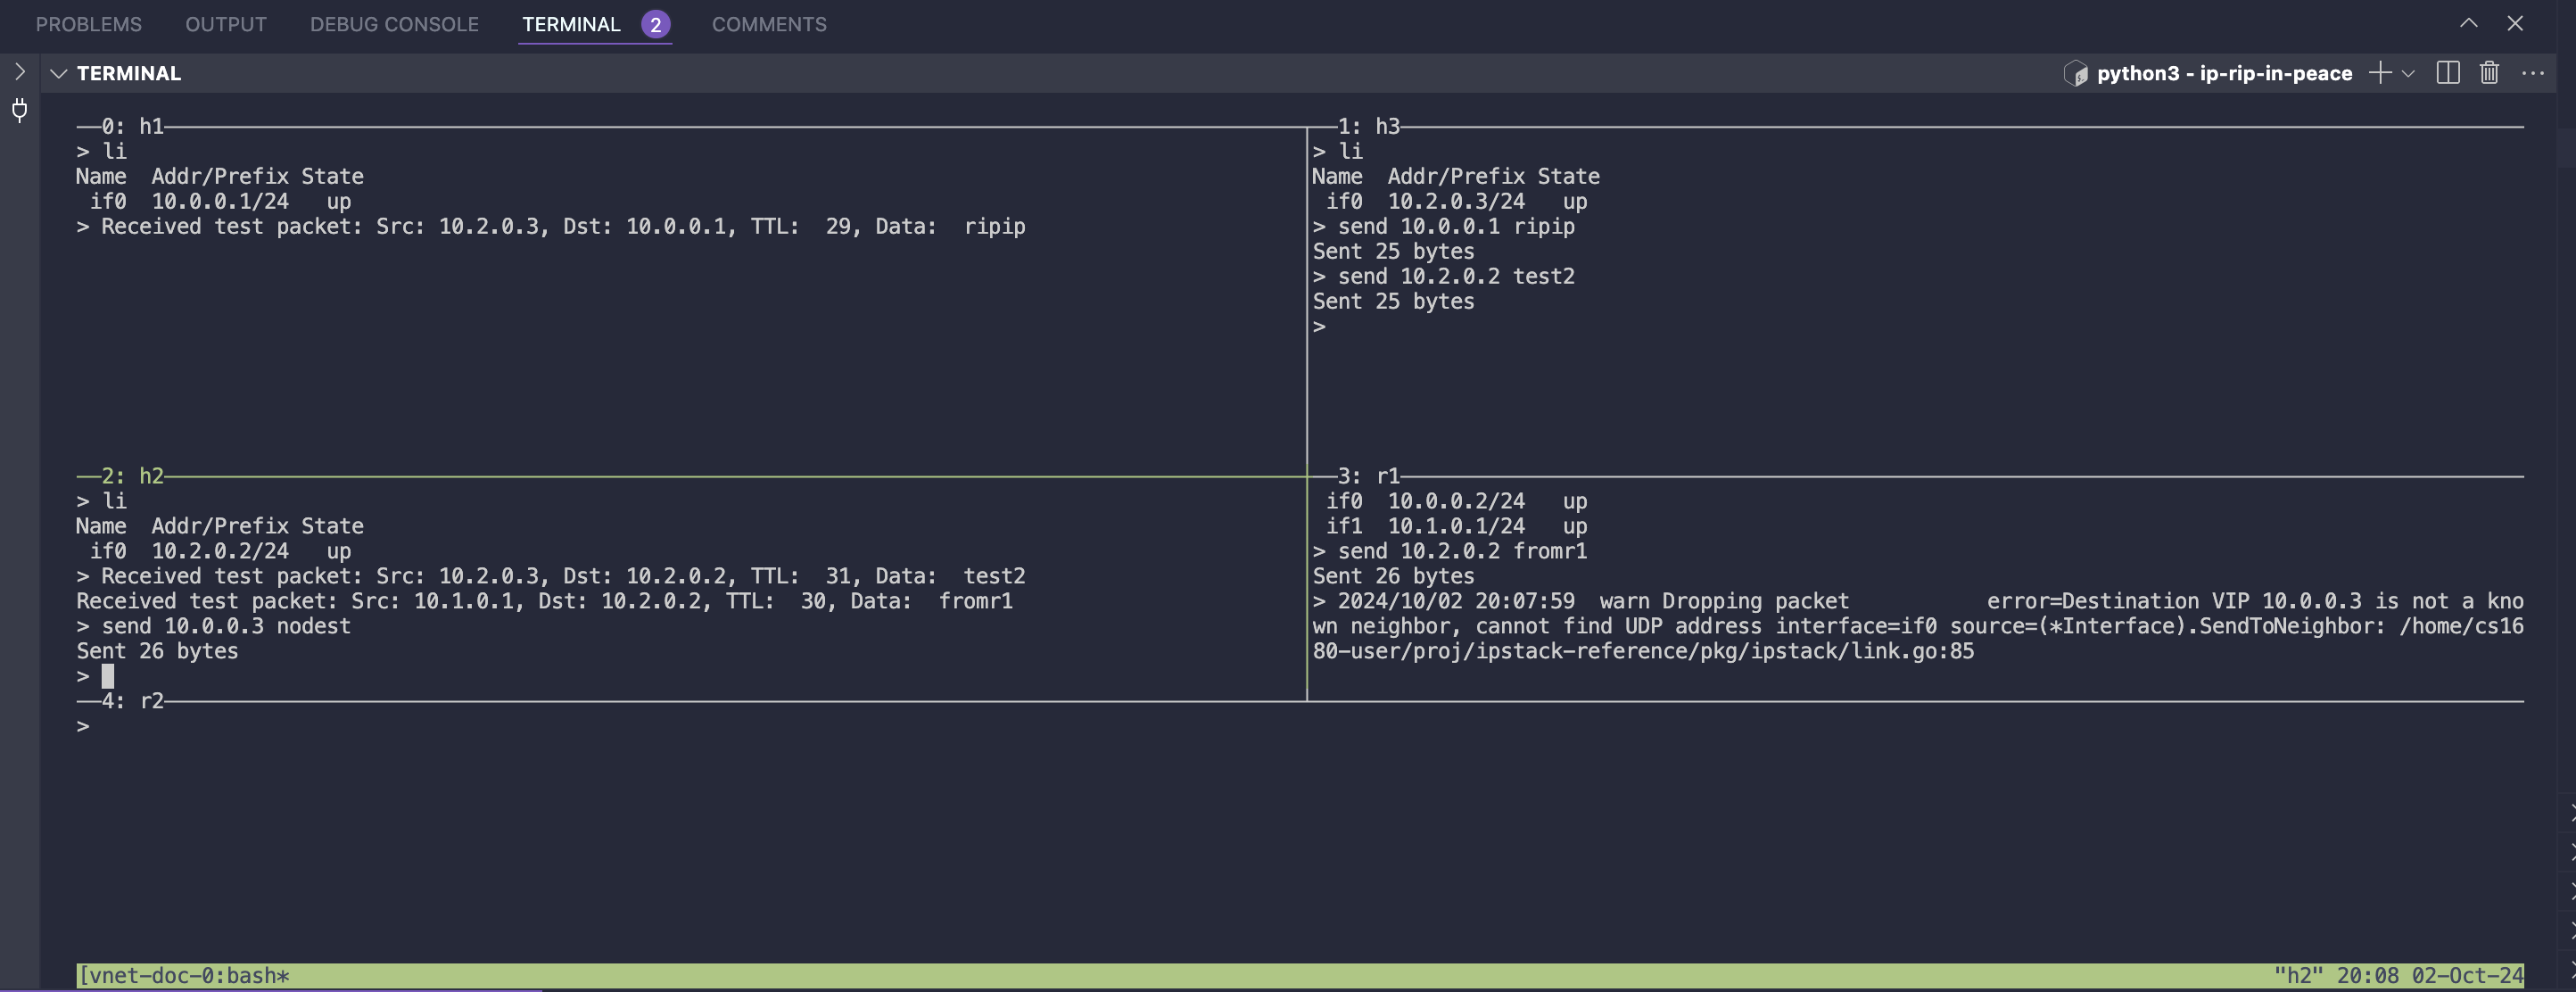 PROBLEMS OUTPUT DEBUG CONSOLE TERMINAL 2 COMMENTS
TERMINAL
python3 - ip-rip-in-peace
0: h1
> li
Name  Addr/Prefix State
 if0  10.0.0.1/24   up
> Received test packet: Src: 10.2.0.3, Dst: 10.0.0.1, TTL:  29, Data:  ripip
1: h3
> li
Name  Addr/Prefix State
 if0  10.2.0.3/24   up
> send 10.0.0.1 ripip
Sent 25 bytes
> send 10.2.0.2 test2
Sent 25 bytes
>
2: h2
> li
Name  Addr/Prefix State
 if0  10.2.0.2/24   up
> Received test packet: Src: 10.2.0.3, Dst: 10.2.0.2, TTL:  31, Data:  test2
Received test packet: Src: 10.1.0.1, Dst: 10.2.0.2, TTL:  30, Data:  fromr1
> send 10.0.0.3 nodest
Sent 26 bytes
>
3: r1
 if0  10.0.0.2/24   up
 if1  10.1.0.1/24   up
> send 10.2.0.2 fromr1
Sent 26 bytes
> 2024/10/02 20:07:59  warn Dropping packet           error=Destination VIP 10.0.0.3 is not a kno
wn neighbor, cannot find UDP address interface=if0 source=(*Interface).SendToNeighbor: /home/cs16
80-user/proj/ipstack-reference/pkg/ipstack/link.go:85
4: r2
>
[vnet-doc-0:bash* "h2" 20:08 02-Oct-24